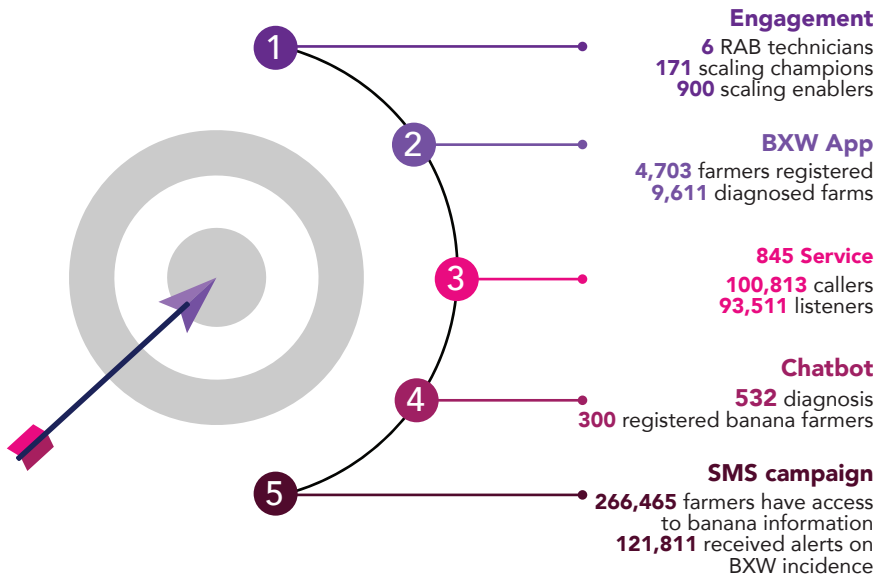 1
Engagement
6 RAB technicians
171 scaling champions
900 scaling enablers
2
BXW App
4,703 farmers registered
9,611 diagnosed farms
3
845 Service
100,813 callers
93,511 listeners
4
Chatbot
532 diagnosis
300 registered banana farmers
5
SMS campaign
266,465 farmers have access
to banana information
121,811 received alerts on
BXW incidence